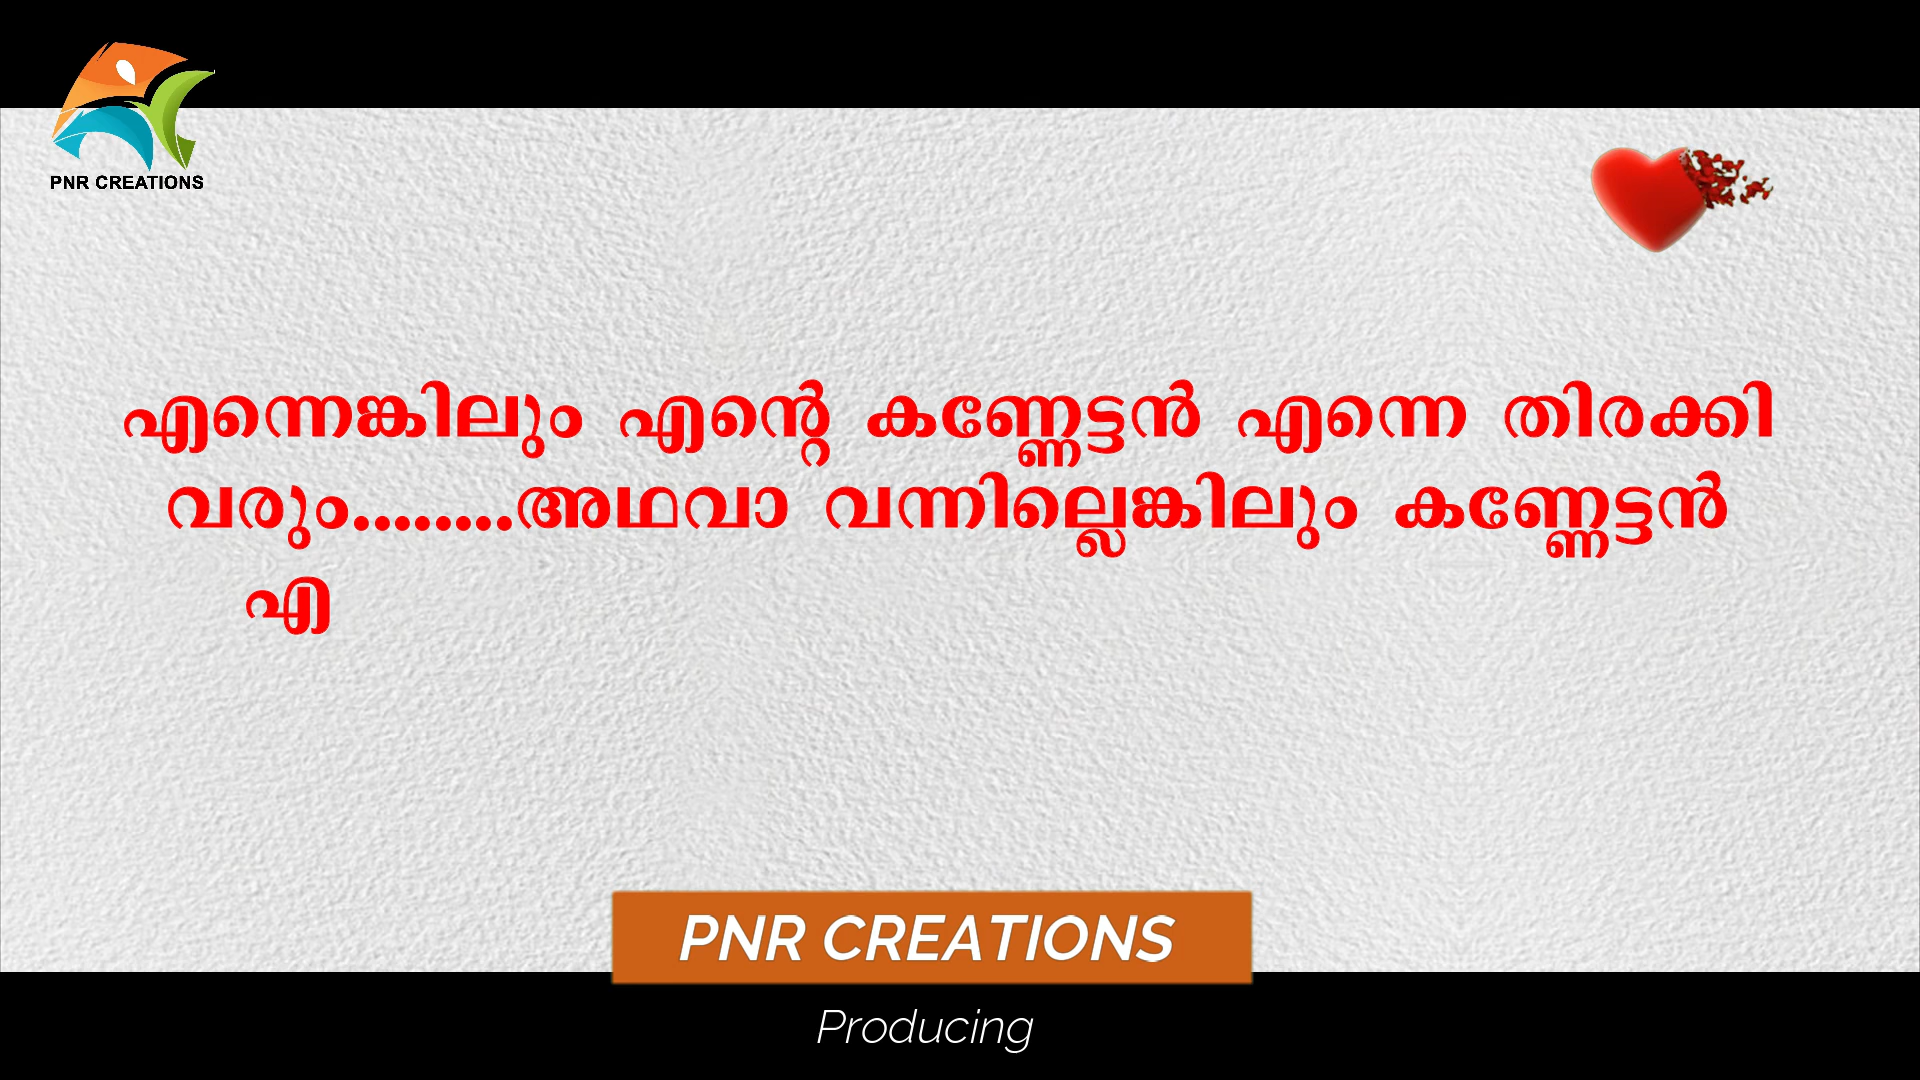 PNR CREATIONS
എന്നെങ്കിലും എന്റെ കണ്ണേട്ടൻ എന്നെ തിരക്കി
വരും........അഥവാ വന്നില്ലെങ്കിലും കണ്ണേട്ടൻ
എ
PNR CREATIONS
Producing